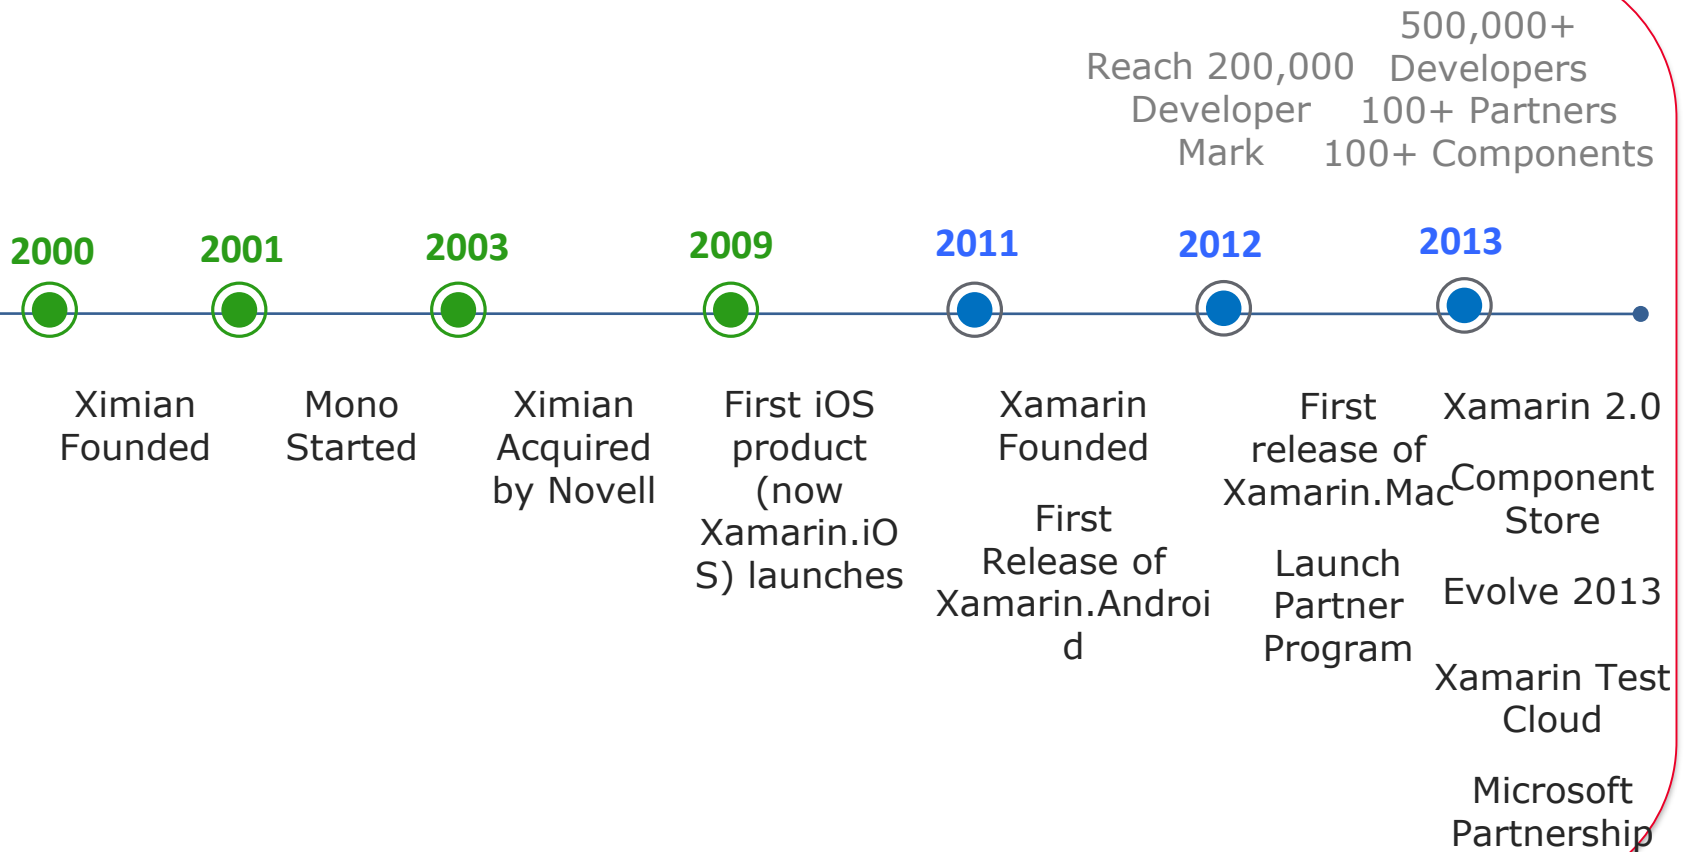 Reach 200,000
Developer
Mark
500,000+
Developers
100+ Partners
100+ Components
2000
2001
2003
2009
2011
2012
2013
Ximian
Founded
Mono
Started
Ximian
Acquired
by Novell
First iOS
product
(now
Xamarin.iO
S) launches
Xamarin
Founded
First
Release of
Xamarin.Androi
d
First
release of
Xamarin.Mac
Launch
Partner
Program
Xamarin 2.0
Component
Store
Evolve 2013
Xamarin Test
Cloud
Microsoft
Partnership